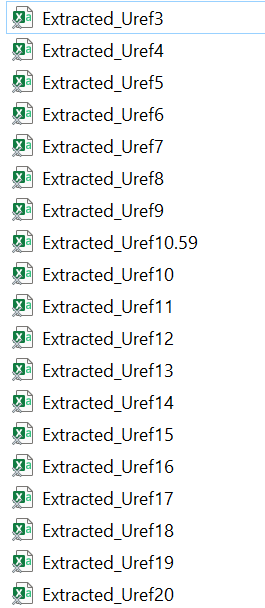 Extracted_Uref3
Extracted_Uref4
Extracted_Uref5
Extracted_Uref6
Extracted_Uref7
Extracted_Uref8
Extracted_Uref9
Extracted_Uref10.59
Extracted_Uref10
Extracted_Uref11
Extracted_Uref12
Extracted_Uref13
Extracted_Uref14
Extracted_Uref15
Extracted_Uref16
Extracted_Uref17
Extracted_Uref18
Extracted_Uref19
Extracted_Uref20